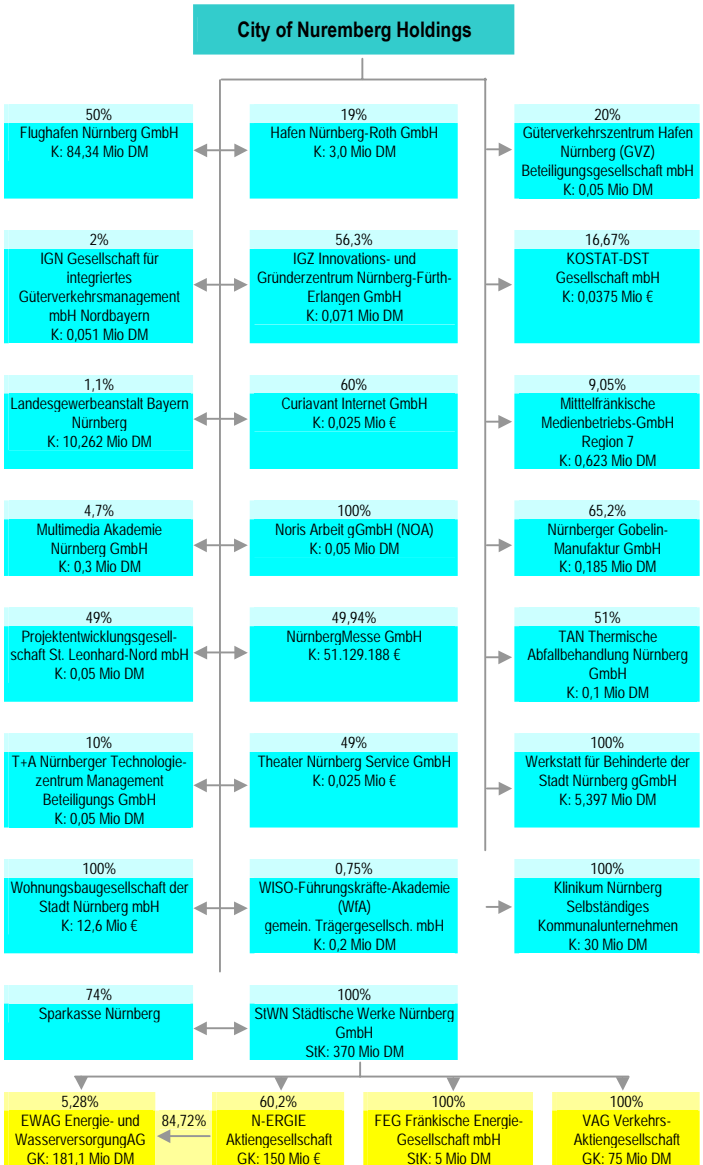 City of Nuremberg Holdings
50%
Flughafen Nürnberg GmbH
K: 84,34 Mio DM
19%
Hafen Nürnberg-Roth GmbH
K: 3,0 Mio DM
20%
Güterverkehrszentrum Hafen
Nürnberg (GVZ)
Beteiligungsgesellschaft mbH
K: 0,05 Mio DM
2%
IGN Gesellschaft für
integriertes
Güterverkehrsmanagement
mbH Nordbayern
K: 0,051 Mio DM
56,3%
IGZ Innovations- und
Gründerzentrum Nürnberg-Fürth-
Erlangen GmbH
K: 0,071 Mio DM
16,67%
KOSTAT-DST
Gesellschaft mbH
K: 0,0375 Mio €
1,1%
Landesgewerbeanstalt Bayern
Nürnberg
K: 10,262 Mio DM
60%
Curiavant Internet GmbH
K: 0,025 Mio €
9,05%
Mitttelfränkische
Medienbetriebs-GmbH
Region 7
K: 0,623 Mio DM
4,7%
Multimedia Akademie
Nürnberg GmbH
K: 0,3 Mio DM
100%
Noris Arbeit gGmbH (NOA)
K: 0,05 Mio DM
65,2%
Nürnberger Gobelin-
Manufaktur GmbH
K: 0,185 Mio DM
49%
Projektentwicklungsgesell-
schaft St. Leonhard-Nord mbH
K: 0,05 Mio DM
49,94%
NürnbergMesse GmbH
K: 51.129.188 €
51%
TAN Thermische
Abfallbehandlung Nürnberg
GmbH
K: 0,1 Mio DM
10%
T+A Nürnberger Technologie-
zentrum Management
Beteiligungs GmbH
K: 0,05 Mio DM
49%
Theater Nürnberg Service GmbH
K: 0,025 Mio €
100%
Werkstatt für Behinderte der
Stadt Nürnberg gGmbH
K: 5,397 Mio DM
100%
Wohnungsbaugesellschaft der
Stadt Nürnberg mbH
K: 12,6 Mio €
0,75%
WISO-Führungskräfte-Akademie
(WfA)
gemein. Trägergesellsch. mbH
K: 0,2 Mio DM
100%
Klinikum Nürnberg
Selbständiges
Kommunalunternehmen
K: 30 Mio DM
74%
Sparkasse Nürnberg
100%
StWN Städtische Werke Nürnberg
GmbH
StK: 370 Mio DM
5,28%
EWAG Energie- und
WasserversorgungAG
GK: 181,1 Mio DM
84,72%
60,2%
N-ERGIE
Aktiengesellschaft
GK: 150 Mio €
100%
FEG Fränkische Energie-
Gesellschaft mbH
StK: 5 Mio DM
100%
VAG Verkehrs-
Aktiengesellschaft
GK: 75 Mio DM